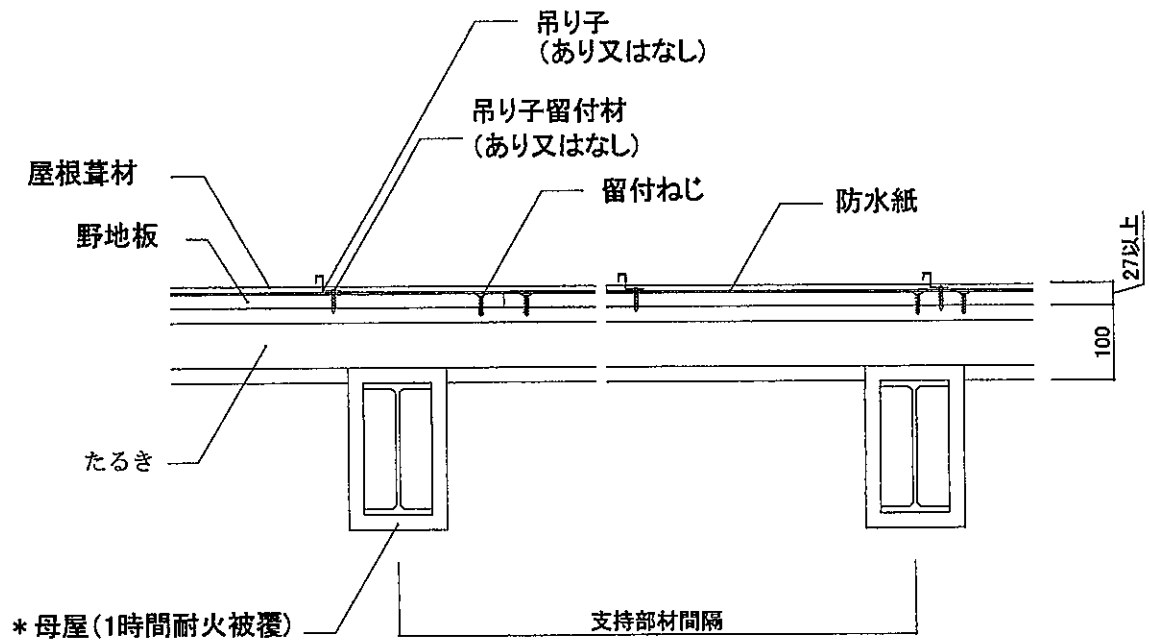 吊り子
(あり又はなし)
吊り子留付材
(あり又はなし)
屋根葺材
留付ねじ
防水紙
野地板
27以上
100
たるき
*母屋(1時間耐火被覆)
支持部材間隔